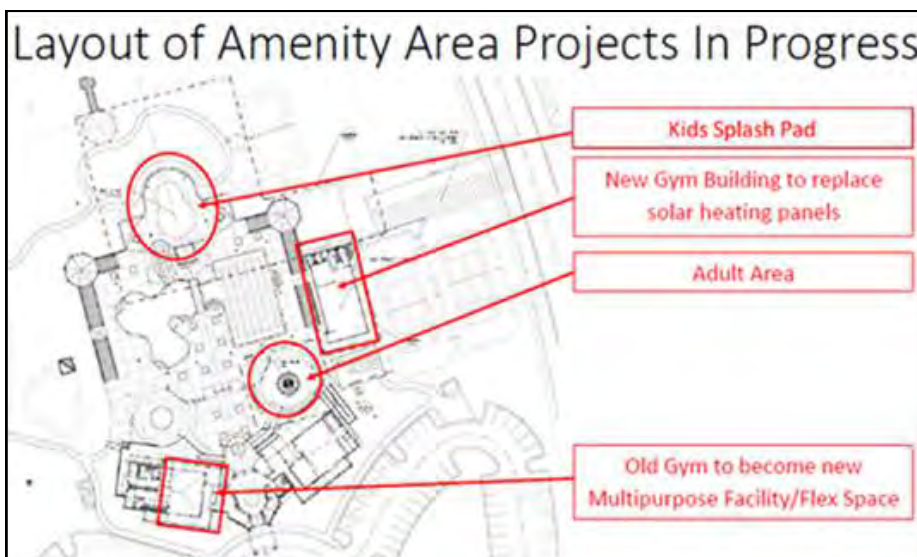 Layout of Amenity Area Projects In Progress
Kids Splash Pad
New Gym Building to replace
solar heating panels
Adult Area
Old Gym to become new
Multipurpose Facility/Flex Space